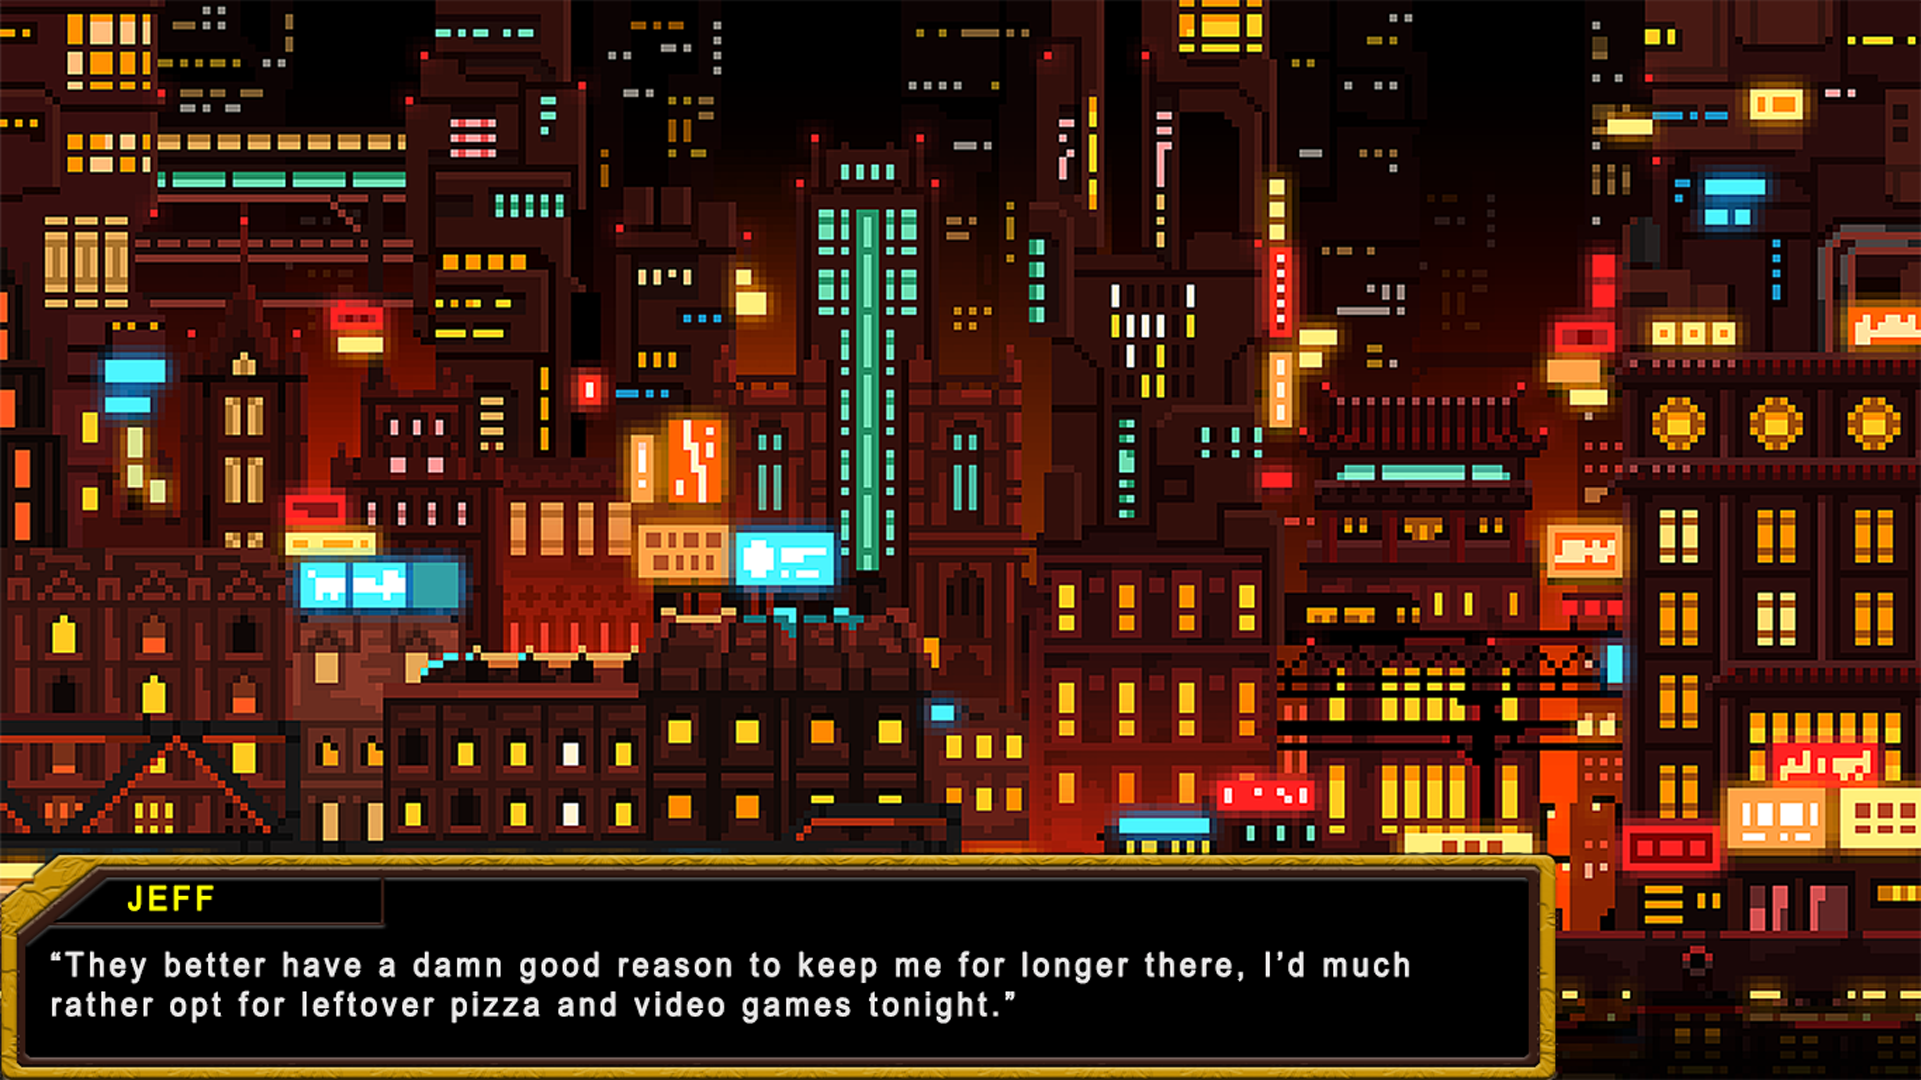 JEFF
“They better have a damn good reason to keep me for longer there, I’d much
rather opt for leftover pizza and video games tonight.”